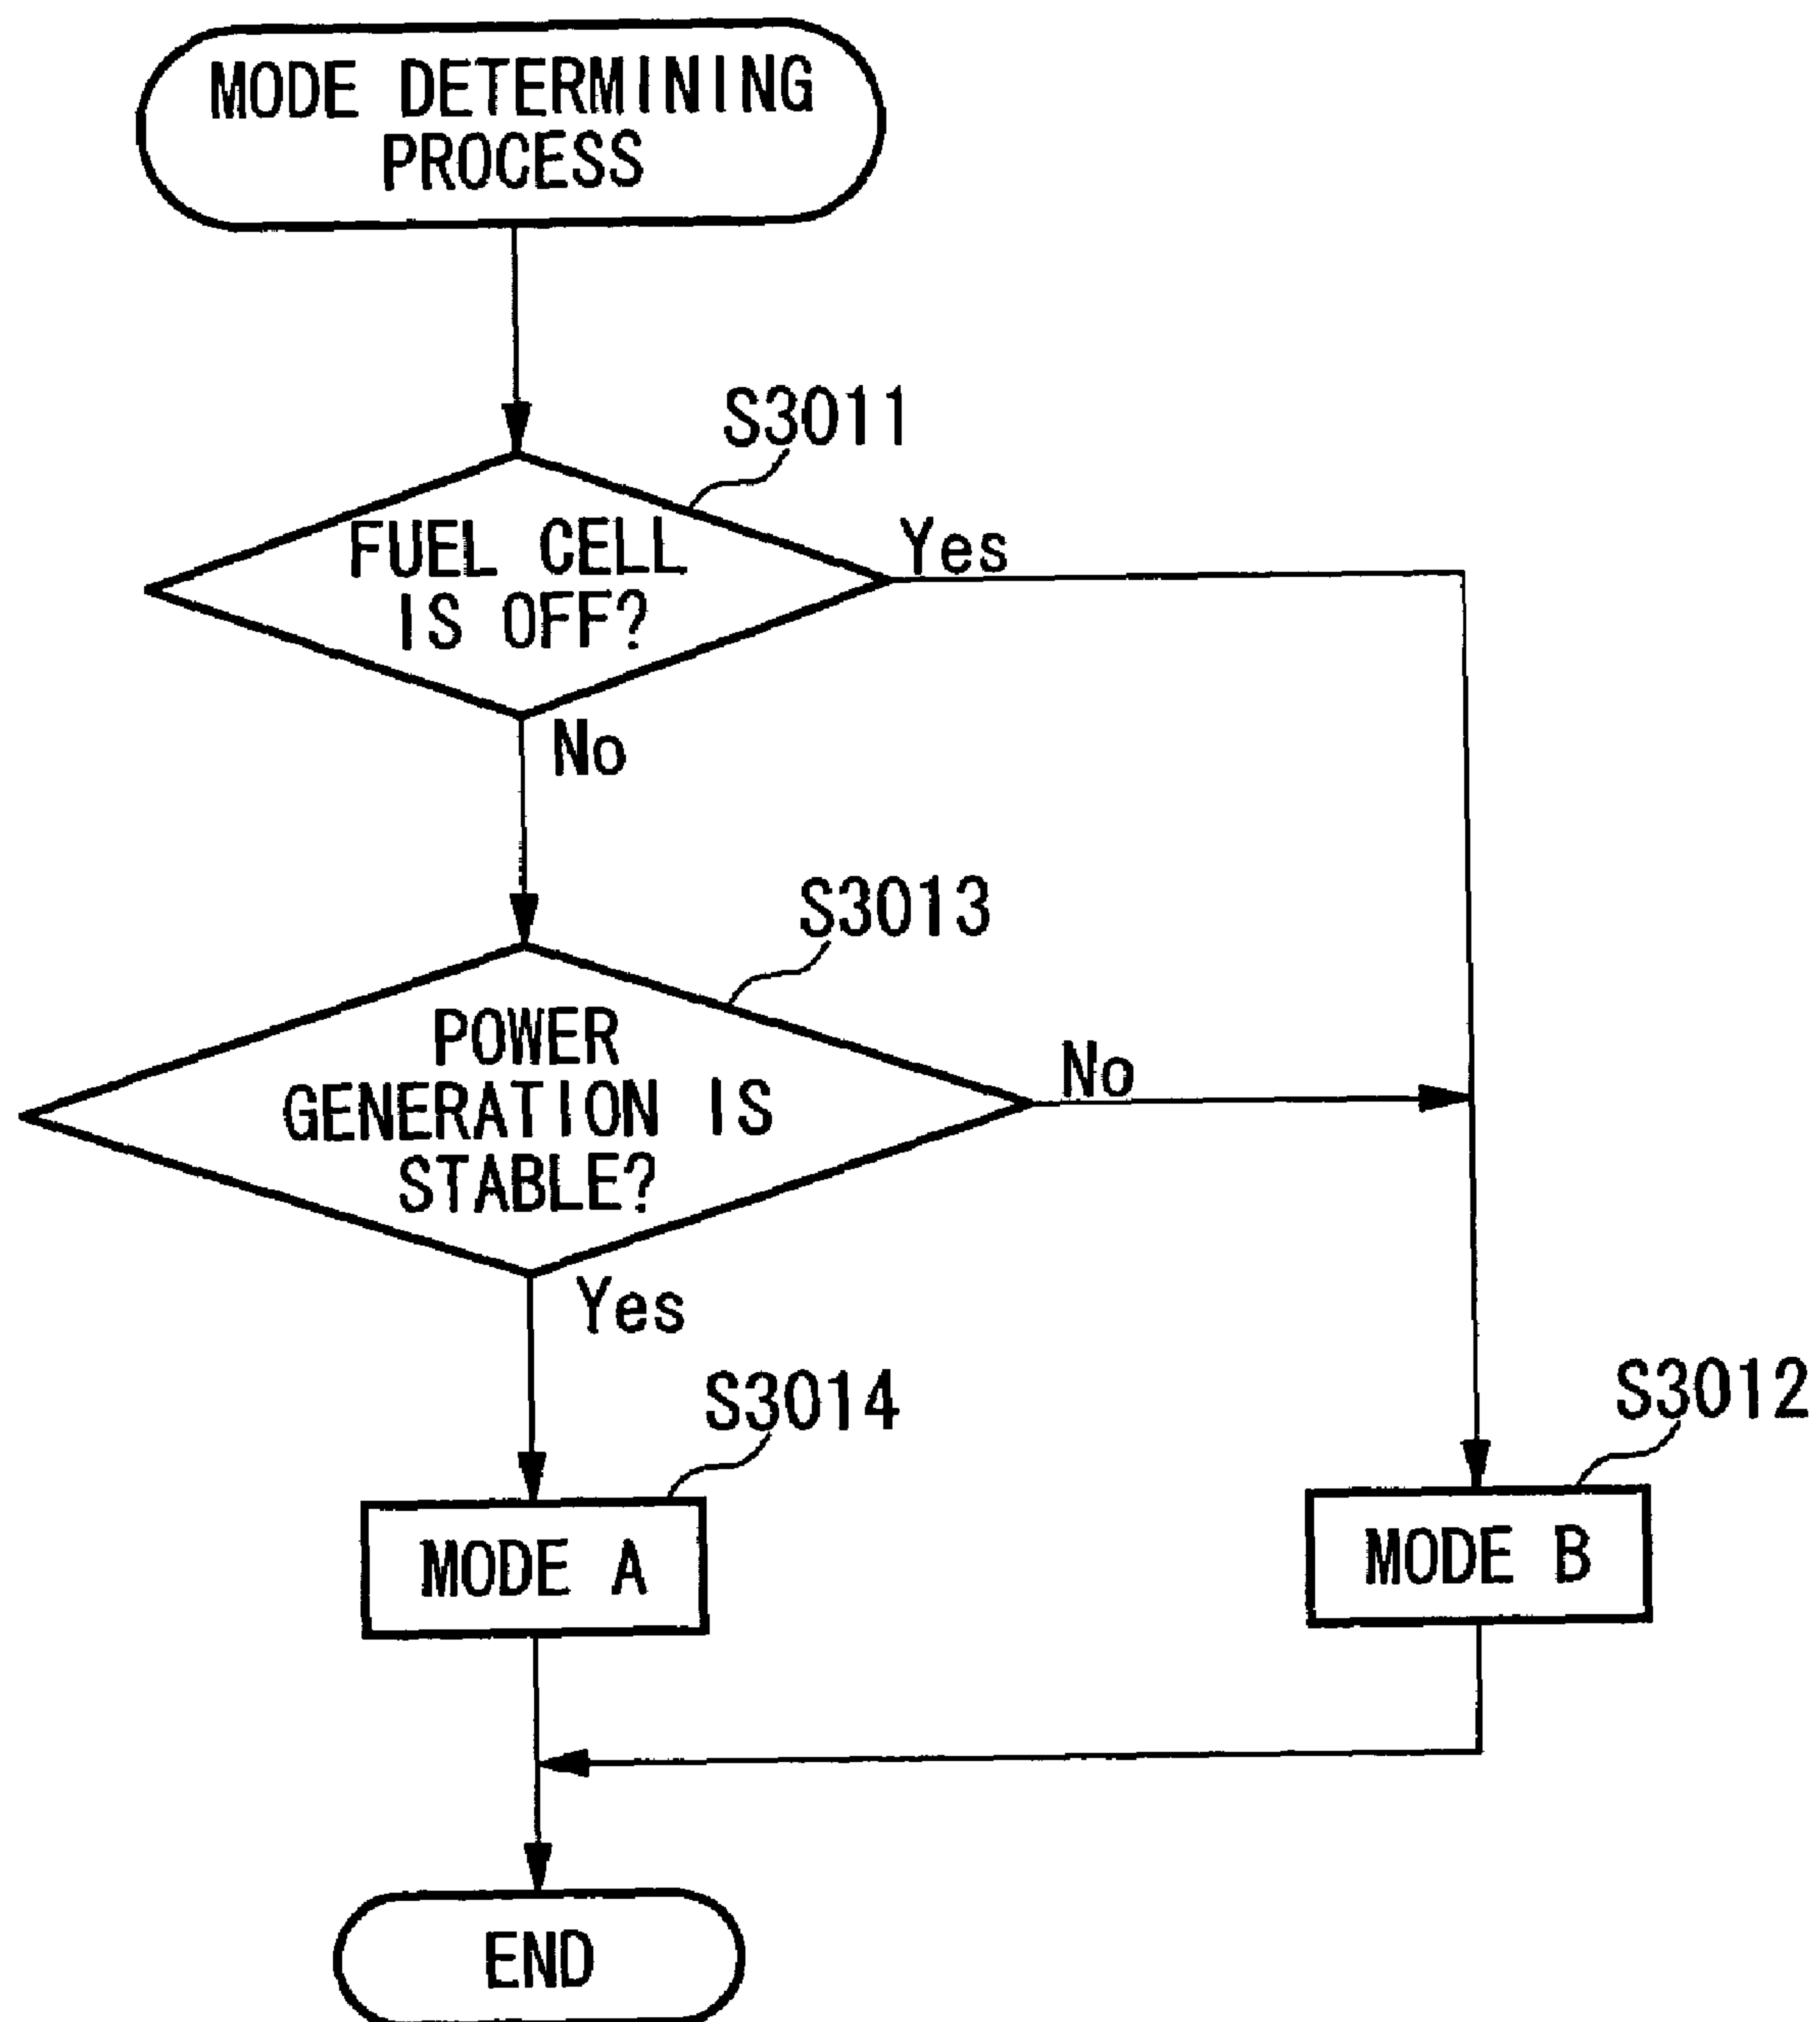 MODE DETERMINING
PROCESS
S3011
FUEL CELL
IS OFF?
Yes
No
S3013
POWER
GENERATION IS
STABLE?
No
Yes
S3014
S3012
MODE A
MODE B
END